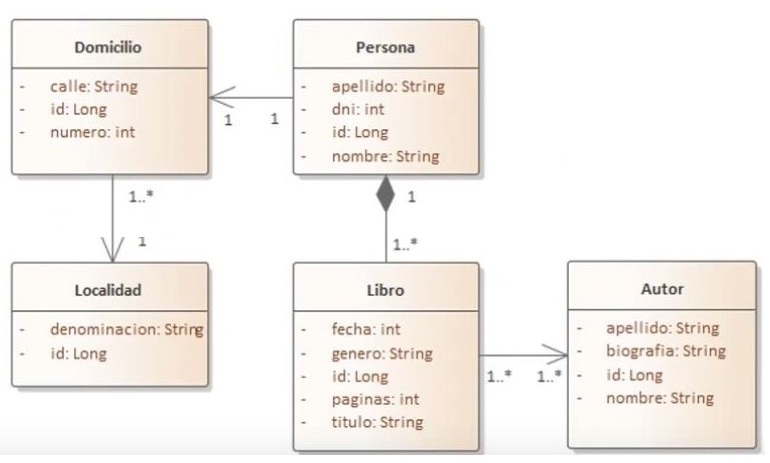 Domicilio
- calle: String
- id: Long
- numero: int
Persona
- apellido: String
- dni: int
- id: Long
- nombre: String
1
1
1..*
1
1
1..*
Localidad
- denominacion: String
- id: Long
Libro
- fecha: int
- genero: String
- id: Long
- paginas: int
- titulo: String
1..*
1..*
Autor
- apellido: String
- biografia: String
- id: Long
- nombre: String